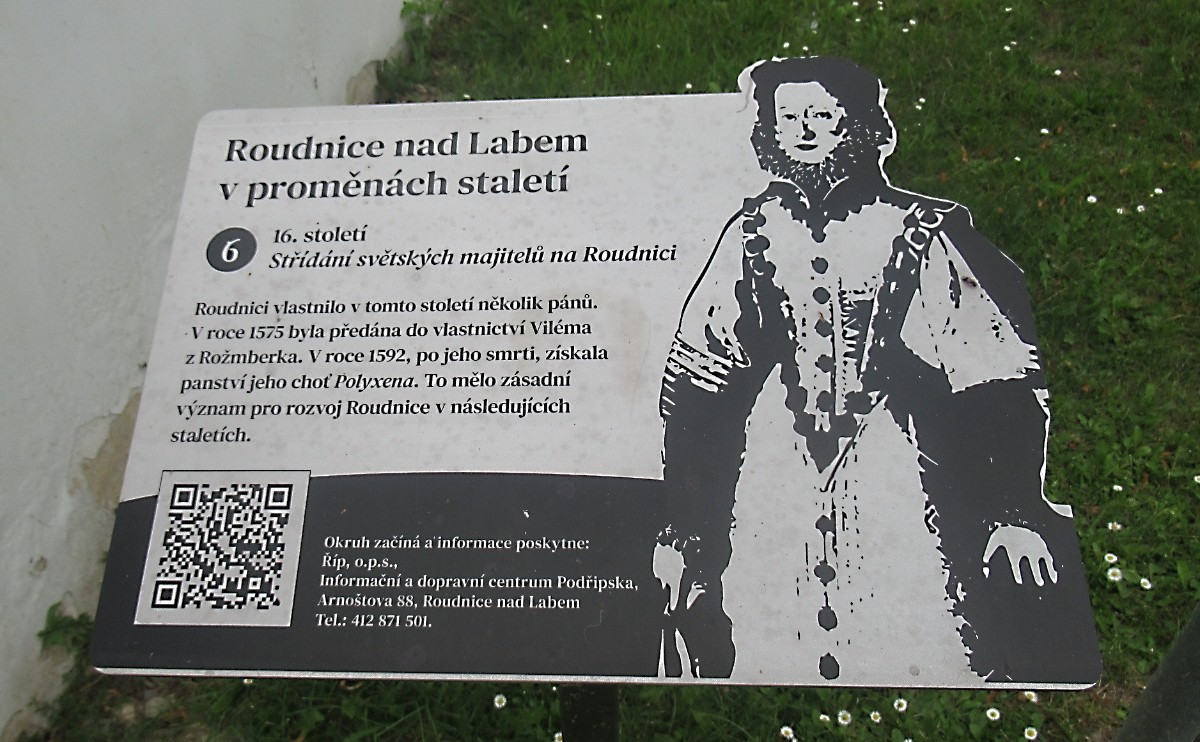 Roudnice nad Labem
v proměnách staletí
6
16. století
Střídání světských majitelů na Roudnici
Roudnici vlastnilo v tomto století několik pánů.
V roce 1575 byla předána do vlastnictví Viléma
z Rožmberka. V roce 1592, po jeho smrti, získala
panství jeho choť Polyxena. To mělo zásadní
význam pro rozvoj Roudnice v následujících
staletích.
Okruh začíná a informace poskytne:
Říp, o.p.s.,
Informační a dopravní centrum Podřipska,
Arnoštova 88, Roudnice nad Labem
Tel.: 412 871 501.